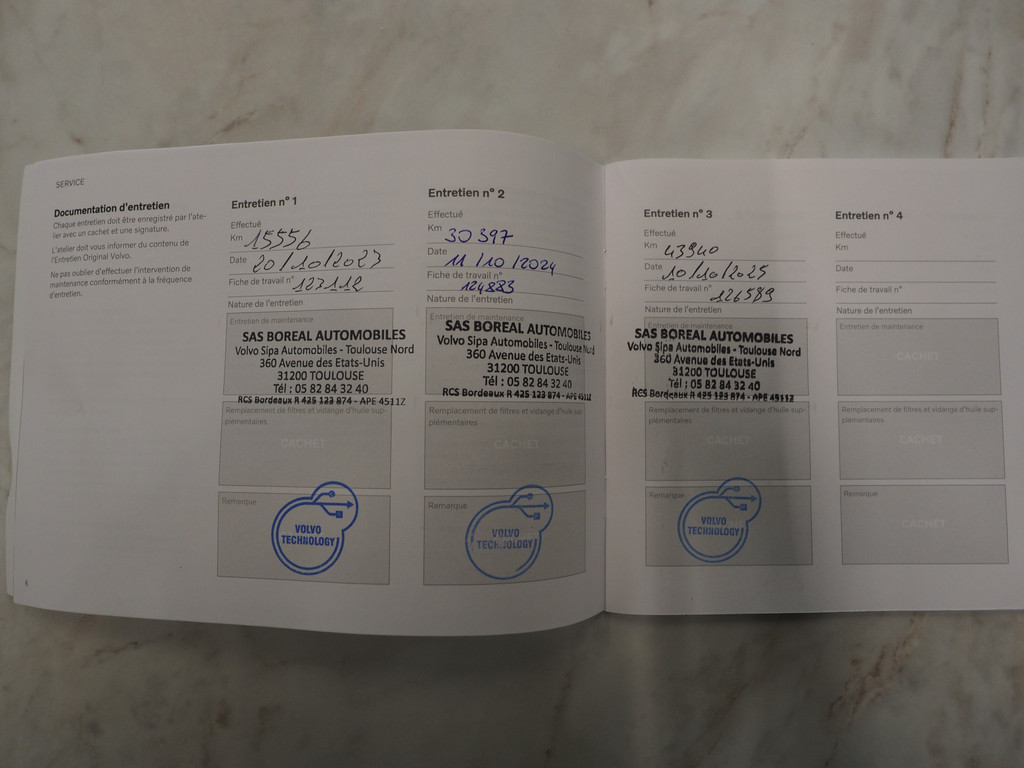 SERVICE
Documentation d'entretien
Chaque entretien doit être enregistré par l'ate-
lier avec un cachet et une signature.
L'atelier doit vous informer du contenu de
l'Entretien Original Volvo.
Ne pas oublier d'effectuer l'intervention de
maintenance conformément à la fréquence
d'entretien.
6
Entretien n° 1
Effectué
Km 15556
Date 20/10/2023
Fiche de travail n° 123112
Nature de l'entretien
Entretien de maintenance
SAS BOREAL AUTOMOBILES
Volvo Sipa Automobiles - Toulouse Nord
360 Avenue des Etats-Unis
31200 TOULOUSE
Tél : 05 82 84 32 40
RCS Bordeaux R 425 123 874 - APE 4511Z
Remplacement de filtres et vidange d'huile sup-
plémentaires
CACHET
Remarque
VOLVO
TECHNOLOGY
Entretien n° 2
Effectué
Km 30397
Date 11/10/2024
Fiche de travail n°
124883
Nature de l'entretien
Entretien de maintenance
SAS BOREAL AUTOMOBILES
Volvo Sipa Automobiles - Toulouse Nord
360 Avenue des Etats-Unis
31200 TOULOUSE
Tél : 05 82 84 32 40
RCS Bordeaux R 425 123 874 - APE 4511Z
Remplacement de filtres et vidange d'huile sup-
plémentaires
CACHET
Remarque
VOLVO
TECHNOLOGY
Entretien n° 3
Effectué
Km 43940
Date 10/10/2025
Fiche de travail n°
126589
Nature de l'entretien
Entretien de maintenance
SAS BOREAL AUTOMOBILES
Volvo Sipa Automobiles - Toulouse Nord
360 Avenue des Etats-Unis
31200 TOULOUSE
Tél : 05 82 84 32 40
RCS Bordeaux R 425 123 874 - APE 4511Z
Remplacement de filtres et vidange d'huile sup-
plémentaires
CACHET
Remarque
VOLVO
TECHNOLOGY
Entretien n° 4
Effectué
Km
Date
Fiche de travail n°
Nature de l'entretien
Entretien de maintenance
CACHET
Remplacement de filtres et vidange d'huile sup-
plémentaires
CACHET
Remarque
CACHET